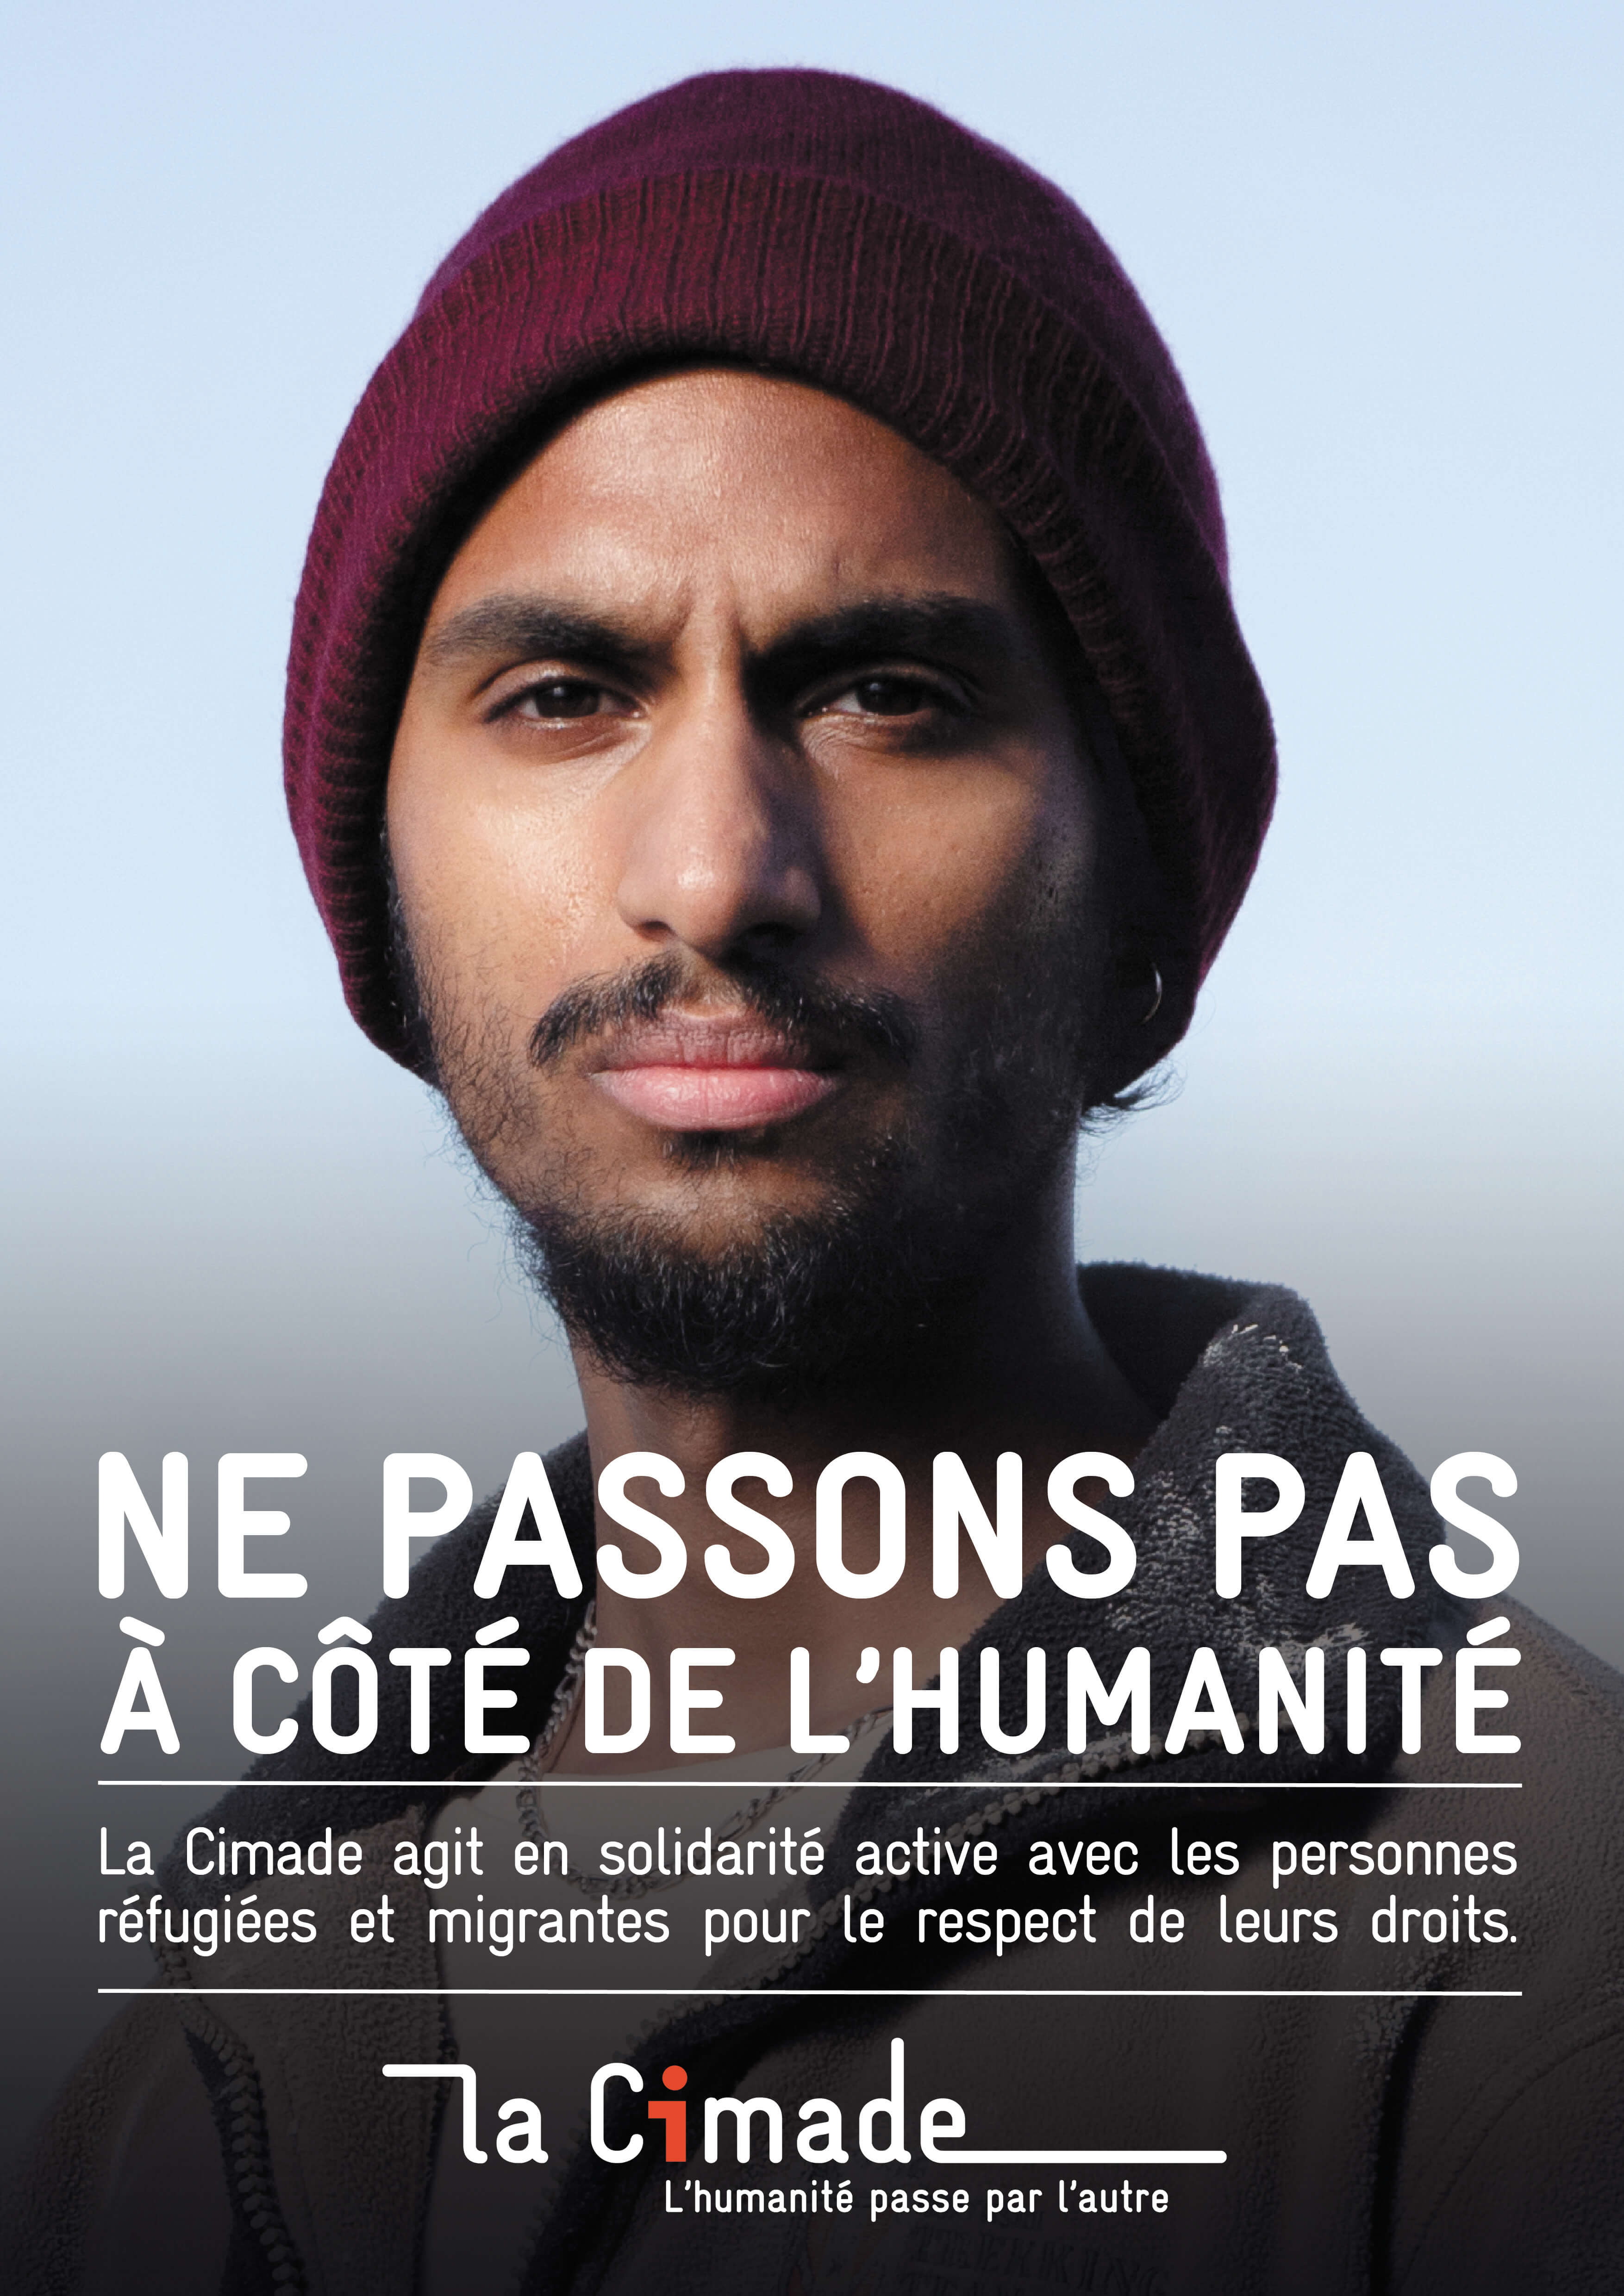 NE PASSONS PAS
À CÔTÉ DE L'HUMANITÉ
La Cimade agit en solidarité active avec les personnes
réfugiées et migrantes pour le respect de leurs droits.
la Cimade
L'humanité passe par l'autre
TREKKING